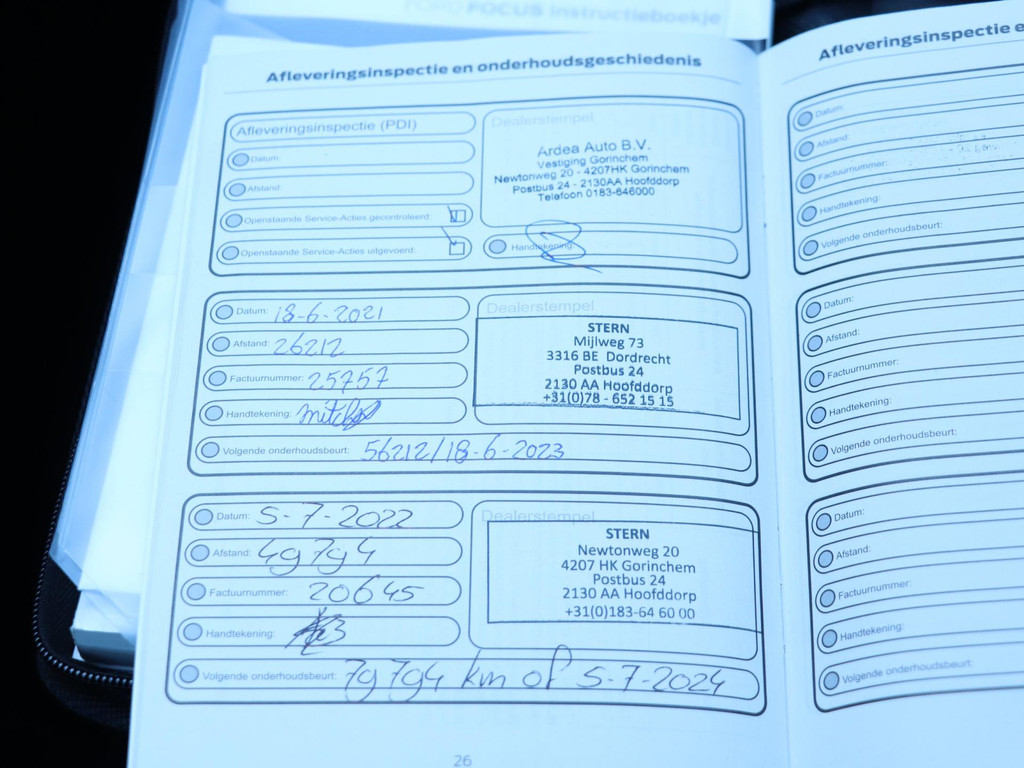 FORD FOCUS Instructieboekje
Afleveringsinspectie en onderhoudsgeschiedenis
Afleveringsinspectie (PDI)
Datum:
Afstand:
Openstaande Service-Acties gecontroleerd:
Openstaande Service-Acties uitgevoerd:
Dealerstempel
Ardea Auto B.V.
Vestiging Gorinchem
Newtonweg 20 - 4207HK Gorinchem
Postbus 24 - 2130AA Hoofddorp
Telefoon 0183-646000
Handtekening:
Datum: 18-6-2021
Afstand: 26212
Factuurnummer: 25757
Handtekening:
Volgende onderhoudsbeurt: 56212/18-6-2023
Dealerstempel
STERN
Mijlweg 73
3316 BE Dordrecht
Postbus 24
2130 AA Hoofddorp
+31(0)78 - 652 15 15
Datum: 5-7-2022
Afstand: 49794
Factuurnummer: 20645
Handtekening:
Volgende onderhoudsbeurt: 79794 km of 5-7-2024
Dealerstempel
STERN
Newtonweg 20
4207 HK Gorinchem
Postbus 24
2130 AA Hoofddorp
+31(0)183-64 60 00
26
Afleveringsinspectie e
Datum:
Afstand:
Factuurnummer:
Handtekening:
Volgende onderhoudsbeurt:
Datum:
Afstand:
Factuurnummer:
Handtekening:
Volgende onderhoudsbeurt:
Datum:
Afstand:
Factuurnummer:
Handtekening:
Volgende onderhoudsbeurt: